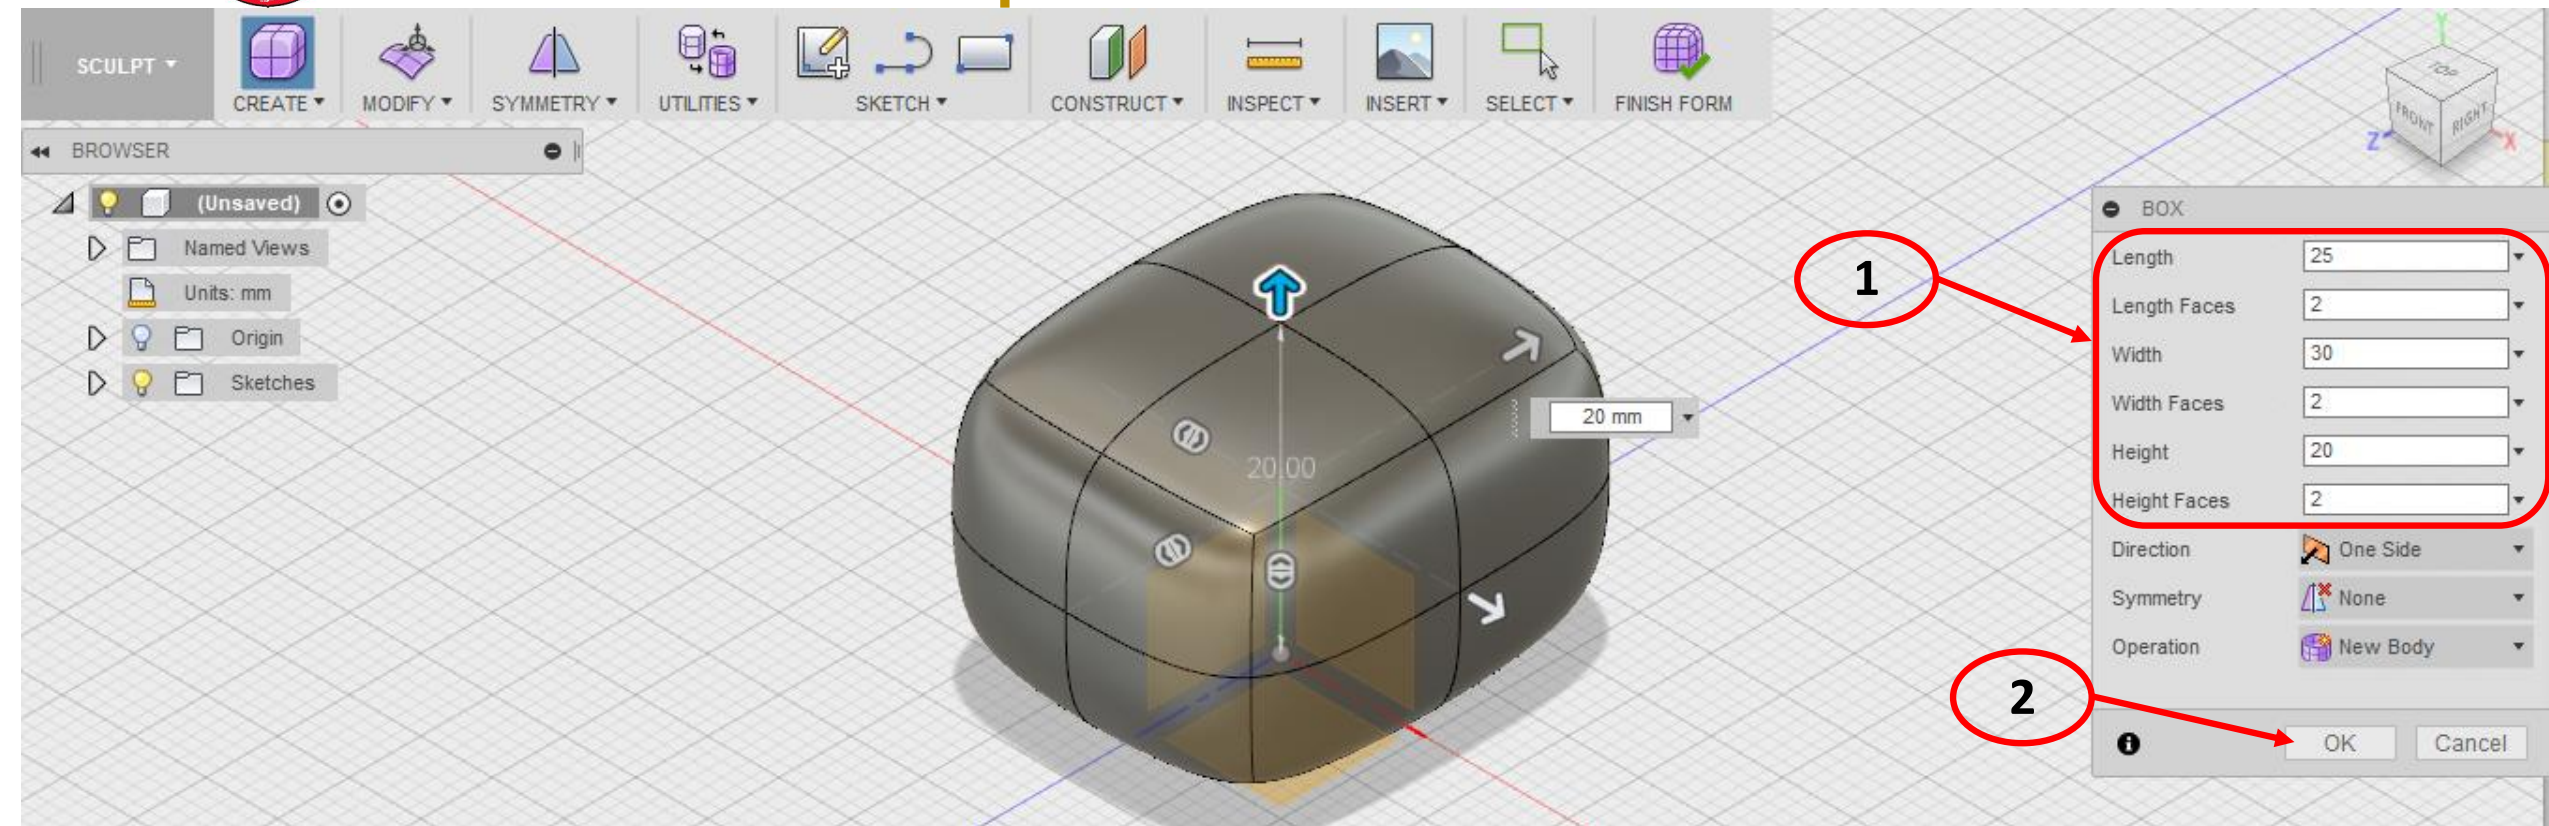 SCULPT
CREATE
MODIFY
SYMMETRY
UTILITIES
SKETCH
CONSTRUCT
INSPECT
INSERT
SELECT
FINISH FORM
BROWSER
(Unsaved)
Named Views
Units: mm
Origin
Sketches
Y
TOP
FRONT
RIGHT
Z
X
20 mm
20.00
1
BOX
Length 25
Length Faces 2
Width 30
Width Faces 2
Height 20
Height Faces 2
Direction One Side
Symmetry None
Operation New Body
2
OK Cancel